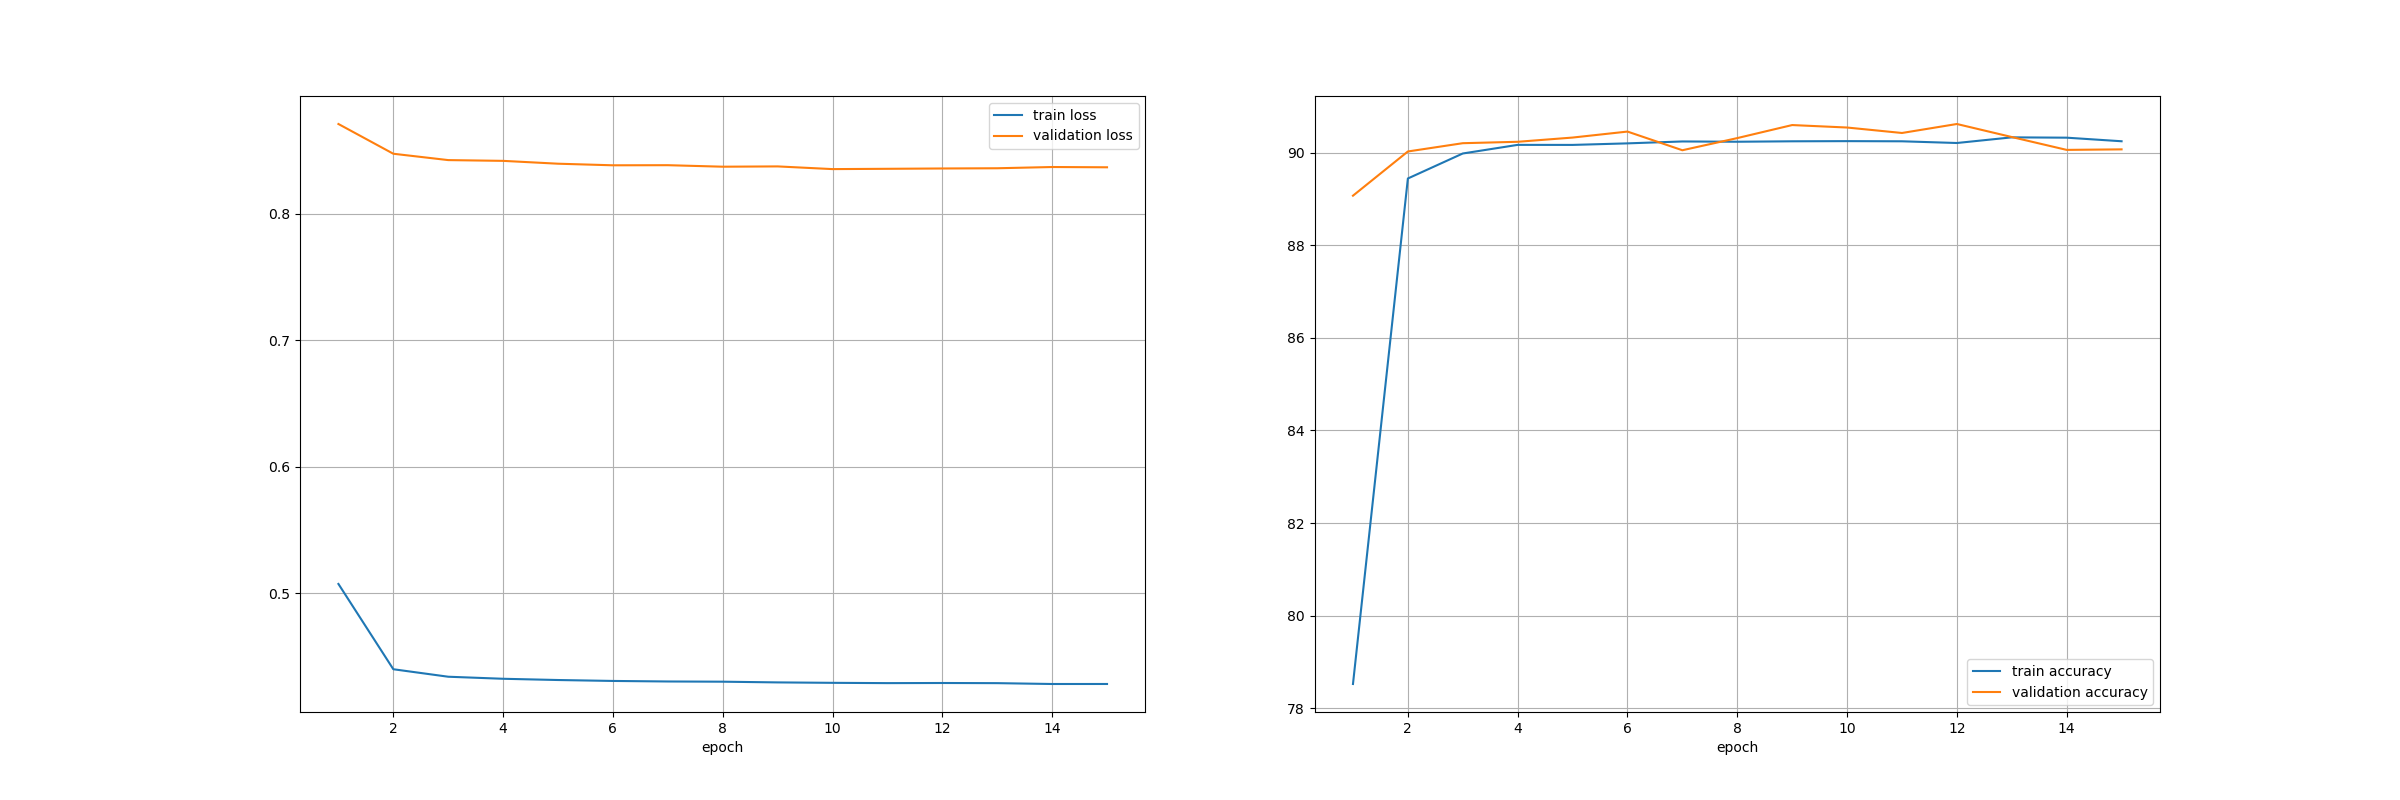 train loss
validation loss
0.8
0.7
0.6
0.5
2 4 6 8 10 12 14
epoch
90
88
86
84
82
80
78
train accuracy
validation accuracy
2 4 6 8 10 12 14
epoch